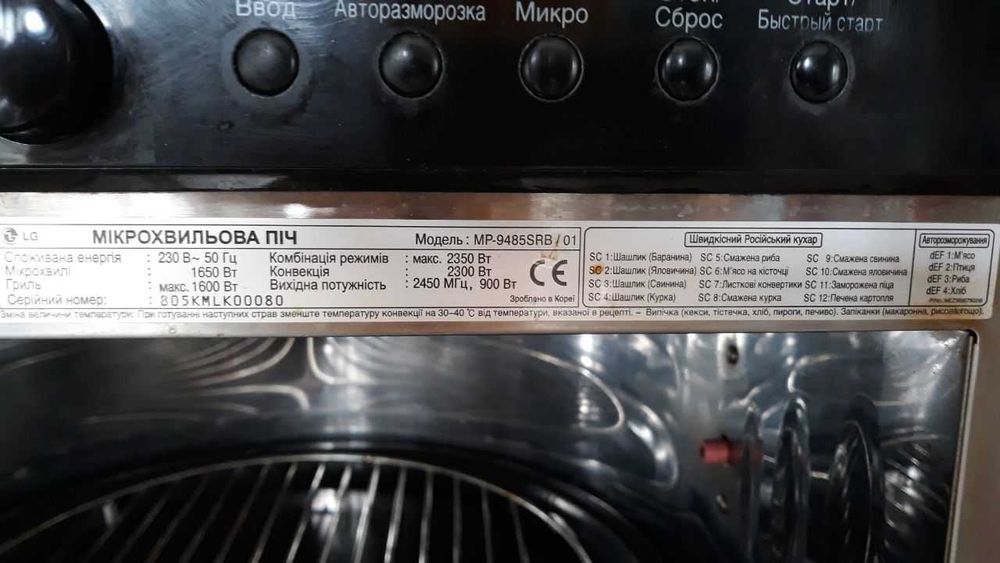 Ввод Авторазморозка Микро Сброс Быстрый старт
LG МІКРОХВИЛЬОВА ПІЧ Модель : MP-9485SRB / 01
Споживана енергія : 230 В~ 50 Гц Комбінація режимів : макс. 2350 Вт
Мікрохвилі : 1650 Вт Конвекція : 2300 Вт
Гриль : макс. 1600 Вт Вихідна потужність : 2450 МГц, 900 Вт
Серійний номер: : 805KMLK00080
CE
Зроблено в Кореї
Швидкісний Російський кухар
SC 1:Шашлик (Баранина) SC 5:Смажена риба SC 9:Смажена свинина
SC 2:Шашлик (Яловичина) SC 6:М'ясо на кісточці SC 10:Смажена яловичина
SC 3:Шашлик (Свинина) SC 7:Листкові конвертики SC 11:Заморожена піца
SC 4:Шашлик (Курка) SC 8:Смажена курка SC 12:Печена картопля
Авторозморожування
dEF 1:М'ясо
dEF 2:Птиця
dEF 3:Риба
dEF 4:Хліб
Зміна величини температури: При готуванні наступних страв зменште температуру конвекції на 30-40 °C від температури, вказаної в рецепті. – Випічка (кекси, тістечка, хліб, пироги, печиво). Запіканки (макаронна,